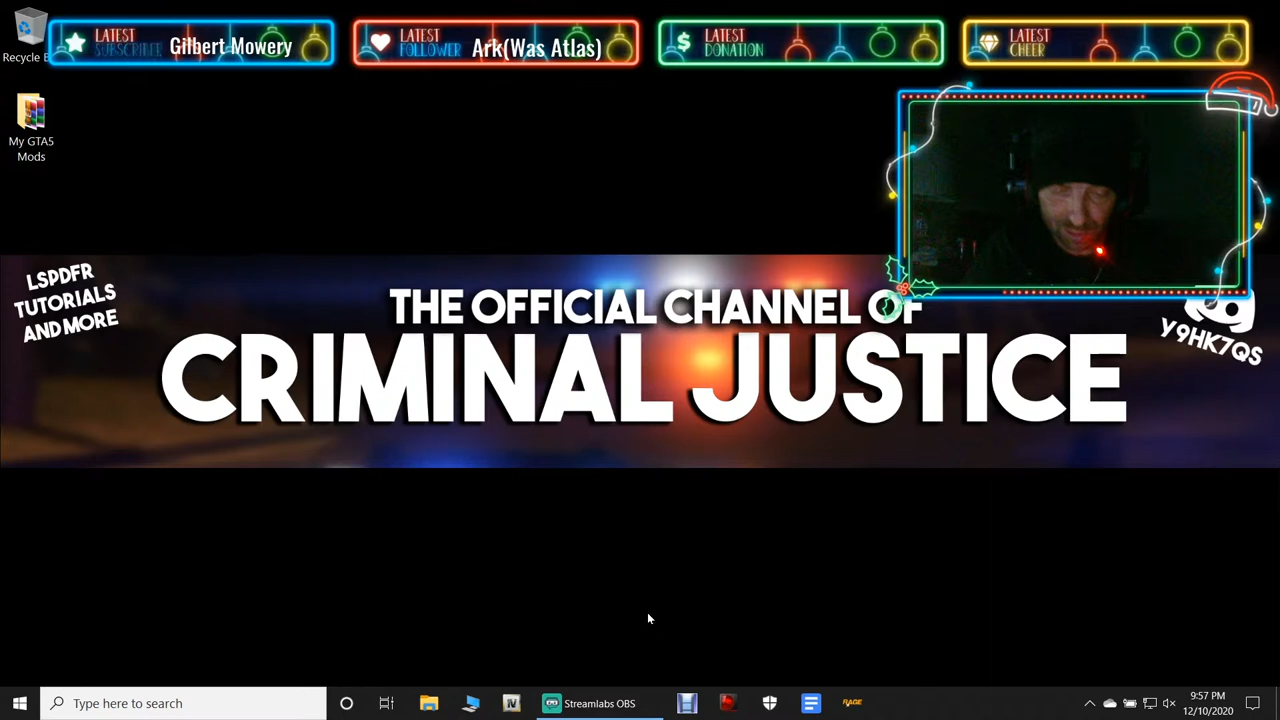 Recycle B
LATEST
SUBSCRIBER
Gilbert Mowery
LATEST
FOLLOWER
Ark(Was Atlas)
LATEST
DONATION
LATEST
CHEER
My GTA5
Mods
LSPDFR
TUTORIALS
AND MORE
THE OFFICIAL CHANNEL OF
CRIMINAL JUSTICE
Y9HK7QS
Type here to search
IV
Streamlabs OBS
RAGE
9:57 PM
12/10/2020